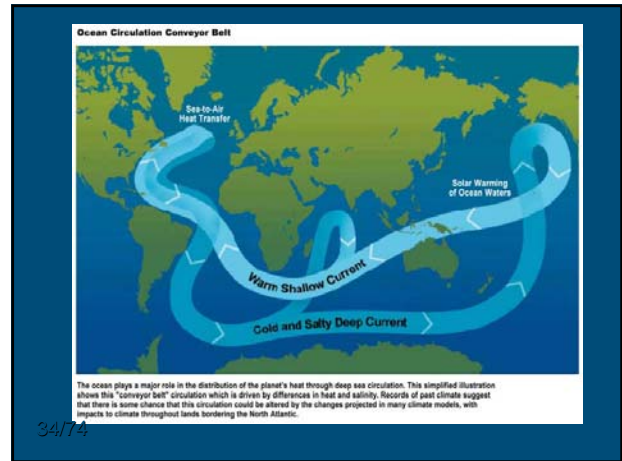 Ocean Circulation Conveyor Belt
Sea-to-Air
Heat Transfer
Solar Warming
of Ocean Waters
Warm Shallow Current
Cold and Salty Deep Current
The ocean plays a major role in the distribution of the planet's heat through deep sea circulation. This simplified illustration
shows this "conveyor belt" circulation which is driven by differences in heat and salinity. Records of past climate suggest
that there is some chance that this circulation could be altered by the changes projected in many climate models, with
impacts to climate throughout lands bordering the North Atlantic.
34/74